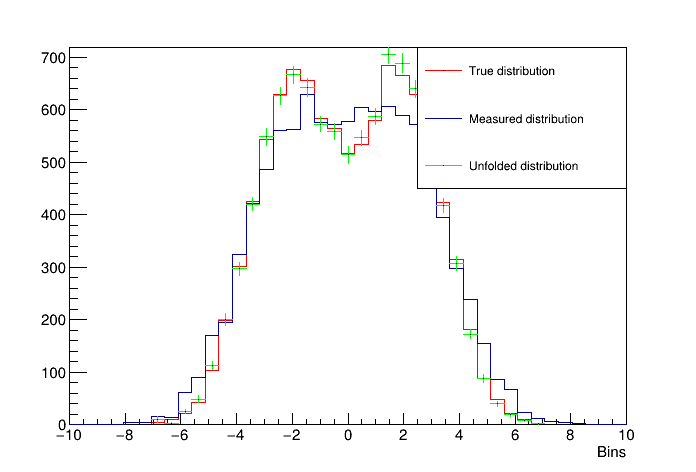 700
600
500
400
300
200
100
0
True distribution
Measured distribution
Unfolded distribution
−10 −8 −6 −4 −2 0 2 4 6 8 10
Bins